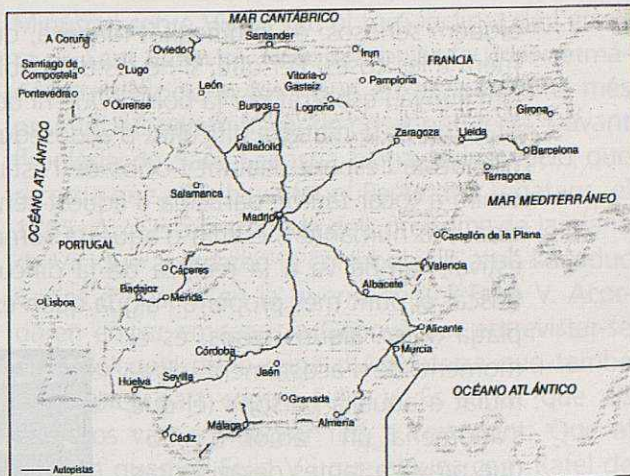 MAR CANTÁBRICO
A Coruña
Oviedo
Santander
Irun
FRANCIA
Santiago de
Compostela
Lugo
León
Vitoria-
Gasteiz
Pamplona
Pontevedra
Ourense
Burgos
Logroño
Girona
Valladolid
Zaragoza
Lleida
Barcelona
Tarragona
OCÉANO ATLÁNTICO
Salamanca
MAR MEDITERRÁNEO
Madrid
PORTUGAL
Castellón de la Plana
Cáceres
Valencia
Badajoz
Merida
Albacete
Lisboa
Alicante
Córdoba
Murcia
Jaén
Huelva
Sevilla
Granada
OCÉANO ATLÁNTICO
Málaga
Almería
Cádiz
Autopistas